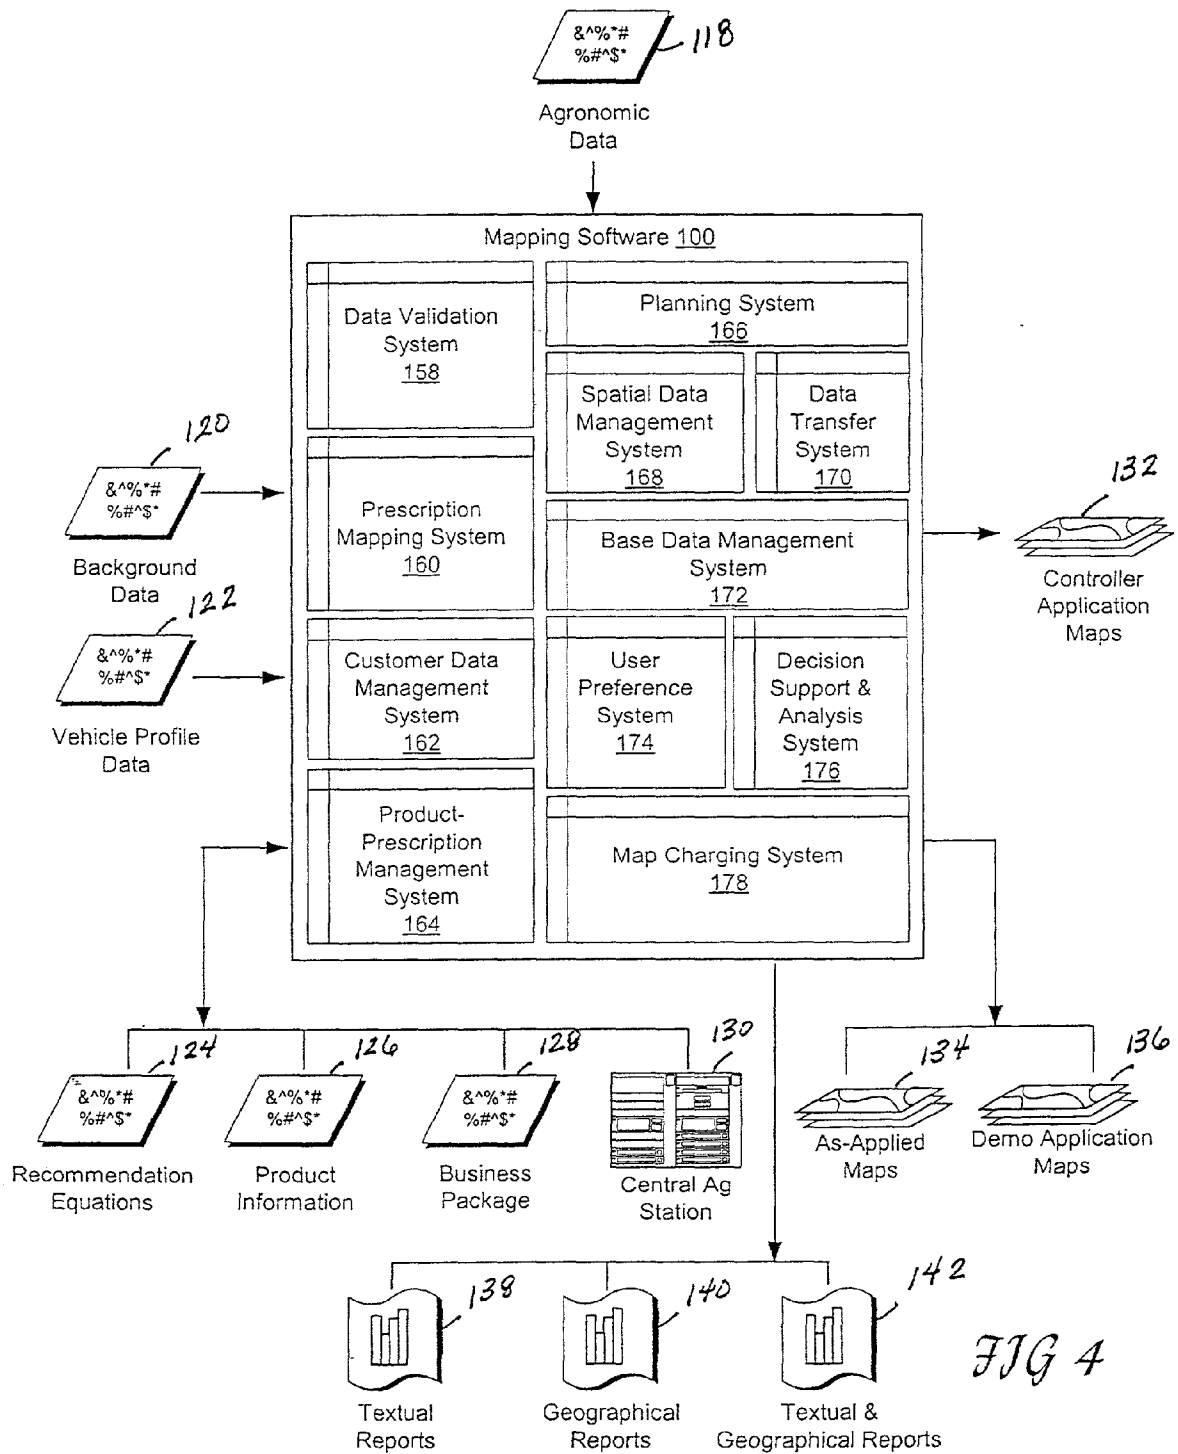 &^%*#
%#^$*
118
Agronomic
Data
Mapping Software 100
Data Validation
System
158
Planning System
166
Spatial Data
Management
System
168
Data
Transfer
System
170
120
&^%*#
%#^$*
Background
Data
Prescription
Mapping System
160
Base Data Management
System
172
132
Controller
Application
Maps
122
&^%*#
%#^$*
Vehicle Profile
Data
Customer Data
Management
System
162
User
Preference
System
174
Decision
Support &
Analysis
System
176
Product-
Prescription
Management
System
164
Map Charging System
178
124
&^%*#
%#^$*
Recommendation
Equations
126
&^%*#
%#^$*
Product
Information
128
&^%*#
%#^$*
Business
Package
130
Central Ag
Station
134
As-Applied
Maps
136
Demo Application
Maps
138
Textual
Reports
140
Geographical
Reports
142
Textual &
Geographical Reports
FIG 4